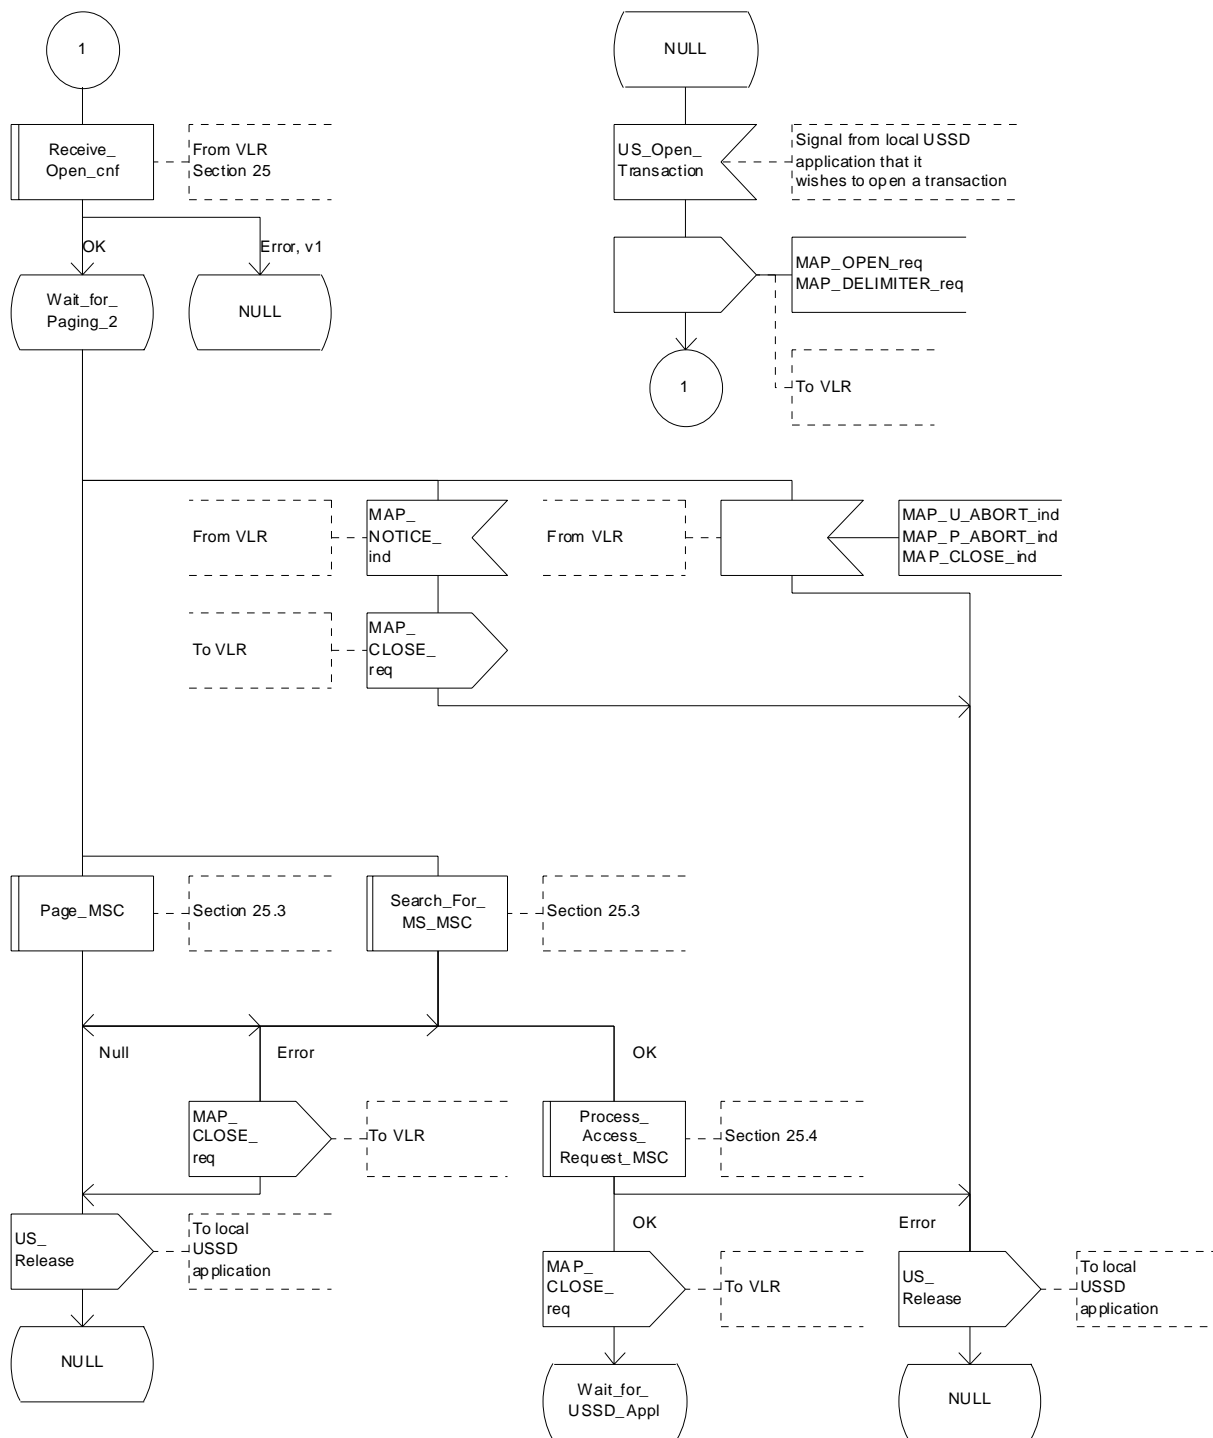 1
NULL
Receive_
Open_cnf
From VLR
Section 25
US_Open_
Transaction
Signal from local USSD
application that it
wishes to open a transaction
OK
Error, v1
Wait_for_
Paging_2
NULL
MAP_OPEN_req
MAP_DELIMITER_req
1
To VLR
From VLR
MAP_
NOTICE_
ind
From VLR
MAP_U_ABORT_ind
MAP_P_ABORT_ind
MAP_CLOSE_ind
To VLR
MAP_
CLOSE_
req
Page_MSC
Section 25.3
Search_For_
MS_MSC
Section 25.3
Null
Error
OK
MAP_
CLOSE_
req
To VLR
Process_
Access_
Request_MSC
Section 25.4
US_
Release
To local
USSD
application
OK
Error
MAP_
CLOSE_
req
To VLR
US_
Release
To local
USSD
application
NULL
Wait_for_
USSD_Appl
NULL